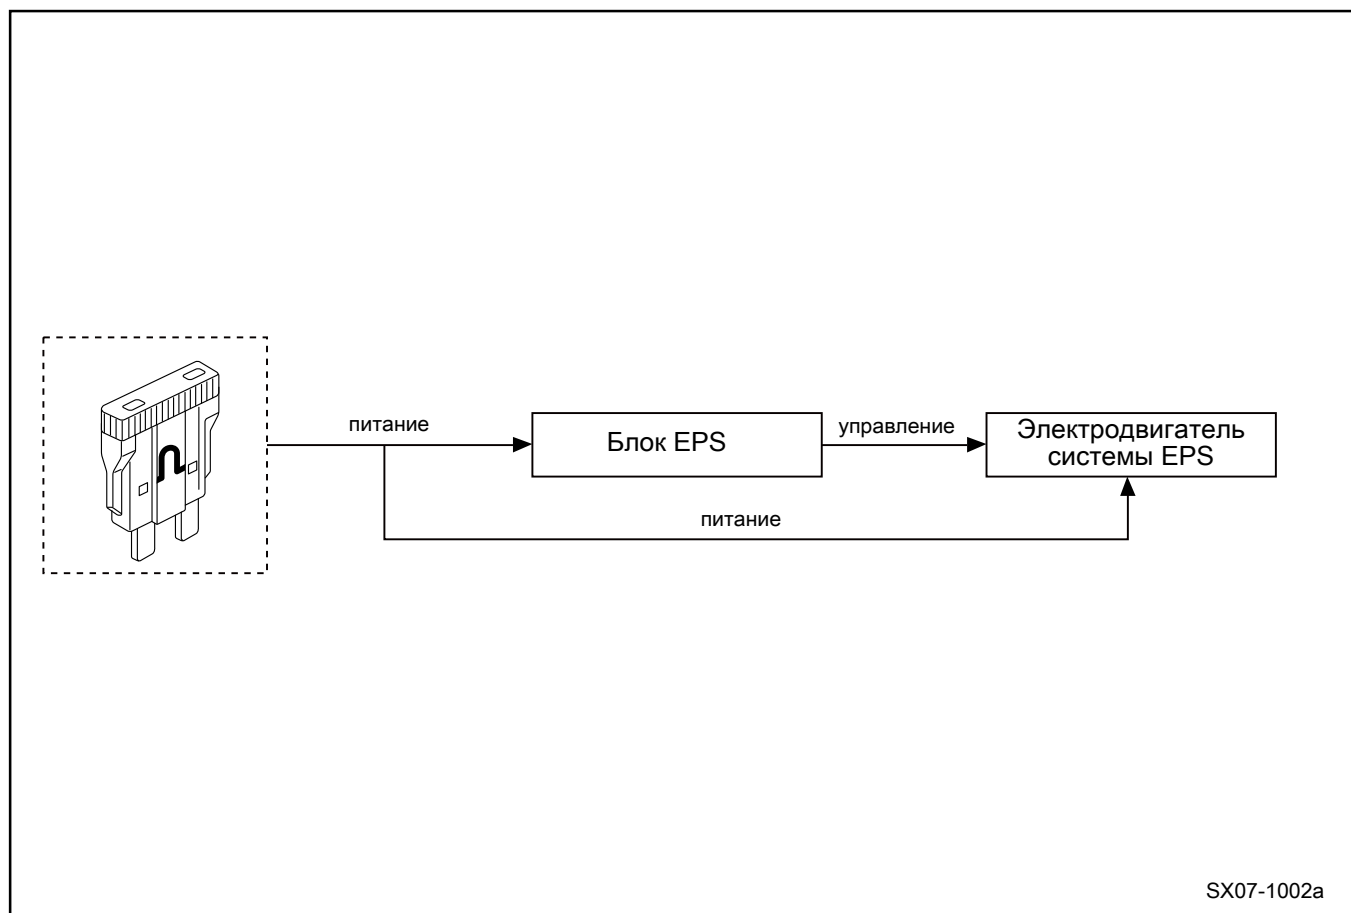 питание
Блок EPS
управление
Электродвигатель
системы EPS
питание
SX07-1002a